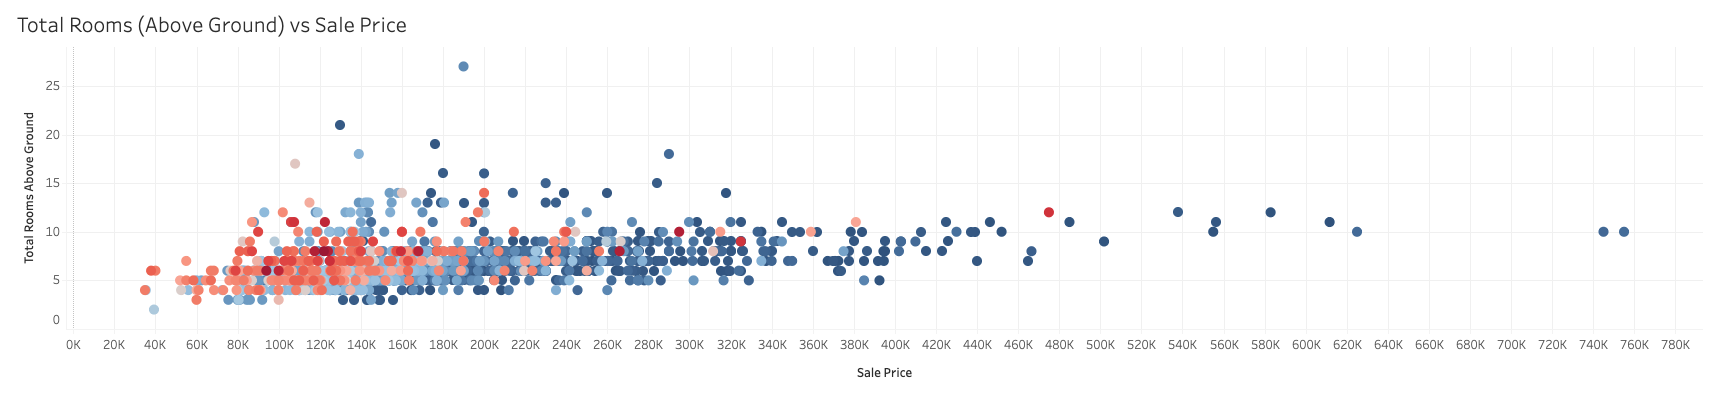 Total Rooms (Above Ground) vs Sale Price
Total Rooms Above Ground
25
20
15
10
5
0
0K 20K 40K 60K 80K 100K 120K 140K 160K 180K 200K 220K 240K 260K 280K 300K 320K 340K 360K 380K 400K 420K 440K 460K 480K 500K 520K 540K 560K 580K 600K 620K 640K 660K 680K 700K 720K 740K 760K 780K
Sale Price